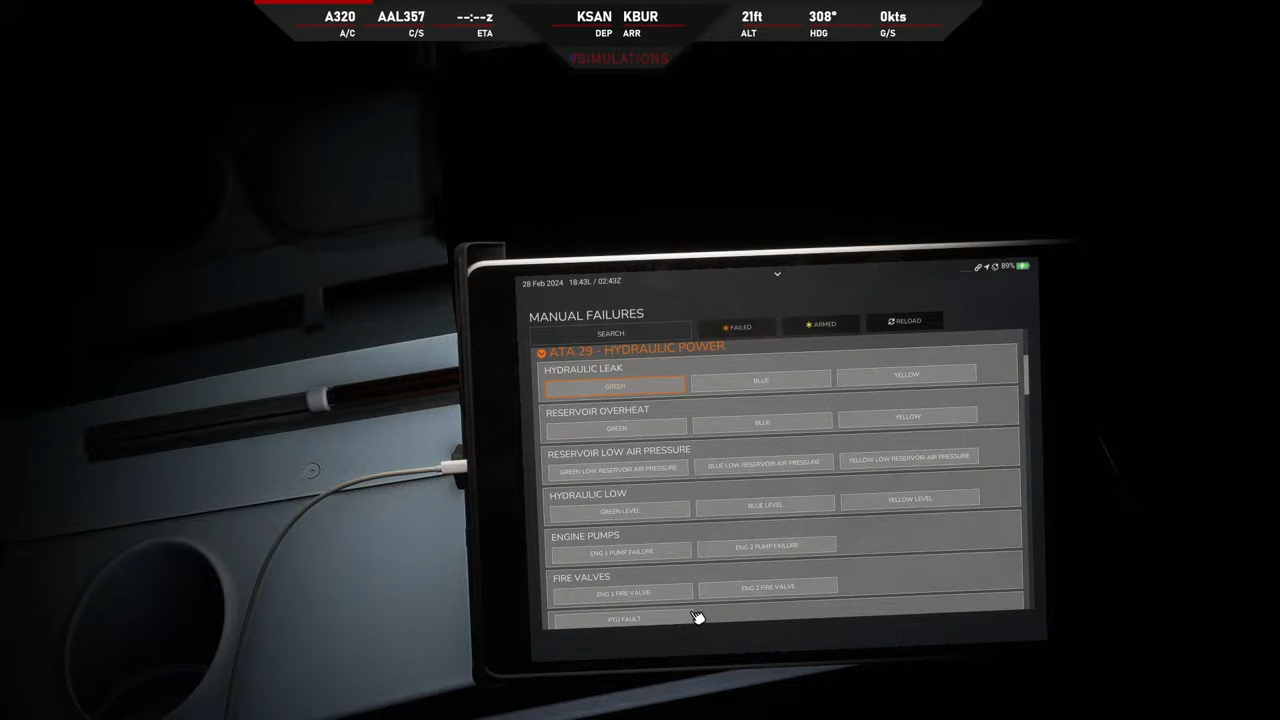 A320 AAL357 --:--z KSAN KBUR 21ft 308° 0kts
A/C C/S ETA DEP ARR ALT HDG G/S
SIMULATIONS
28 Feb 2024 18:43L / 02:43Z 89%
MANUAL FAILURES
SEARCH FAILED ARMED RELOAD
ATA 29 - HYDRAULIC POWER
HYDRAULIC LEAK
GREEN BLUE YELLOW
RESERVOIR OVERHEAT
GREEN BLUE YELLOW
RESERVOIR LOW AIR PRESSURE
GREEN LOW RESERVOIR AIR PRESSURE BLUE LOW RESERVOIR AIR PRESSURE YELLOW LOW RESERVOIR AIR PRESSURE
HYDRAULIC LOW
GREEN LEVEL BLUE LEVEL YELLOW LEVEL
ENGINE PUMPS
ENG 1 PUMP FAILURE ENG 2 PUMP FAILURE
FIRE VALVES
ENG 1 FIRE VALVE ENG 2 FIRE VALVE
PTU FAULT